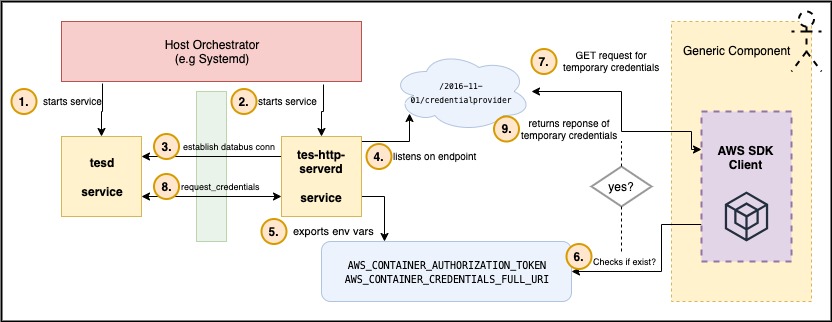 Host Orchestrator
(e.g Systemd)
Generic Component
1.
starts service
2.
starts service
/2016-11-
01/credentialprovider
7.
GET request for
temporary credentials
9.
returns reponse of
temporary credentials
3.
establish databus conn
4.
listens on endpoint
tesd
service
tes-http-
serverd
service
8.
request_credentials
AWS SDK
Client
yes?
5.
exports env vars
6.
Checks if exist?
AWS_CONTAINER_AUTHORIZATION_TOKEN
AWS_CONTAINER_CREDENTIALS_FULL_URI